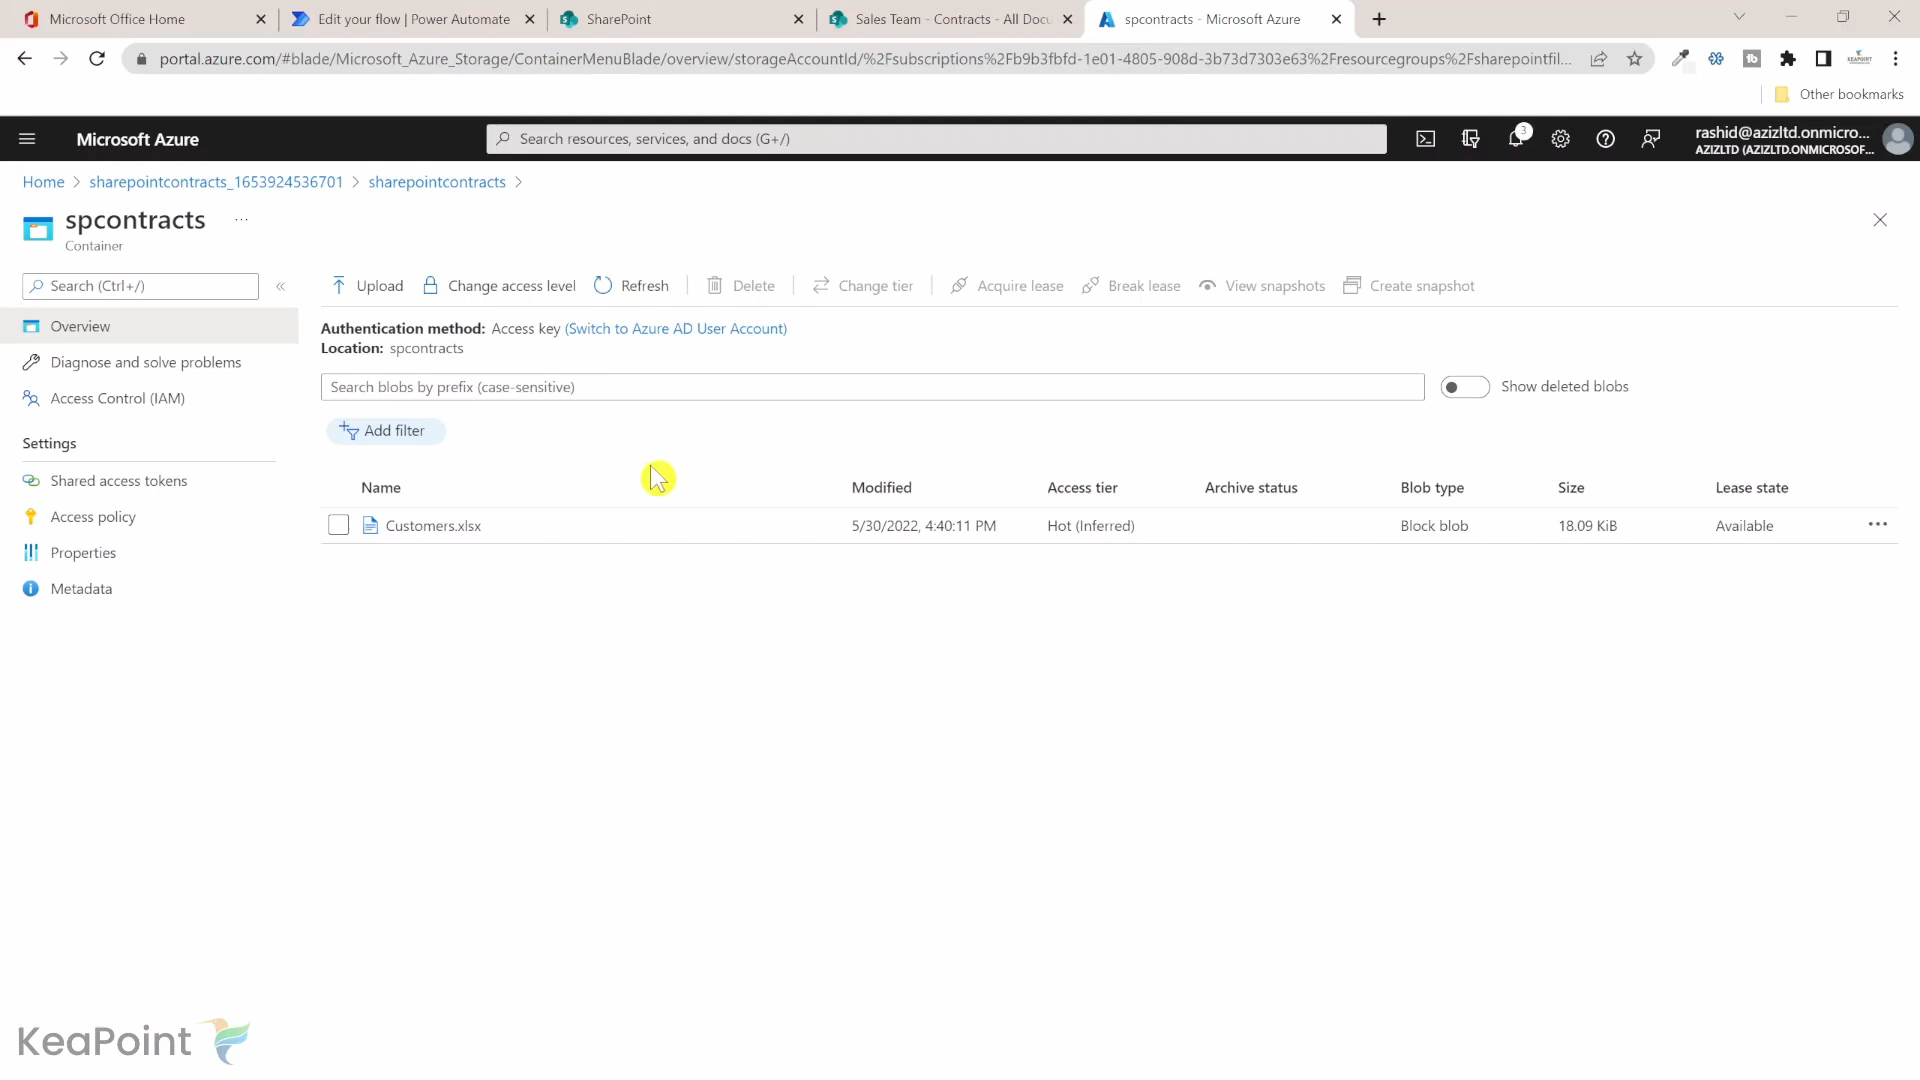 Microsoft Office Home
Edit your flow | Power Automate
SharePoint
Sales Team - Contracts - All Docu
spcontracts - Microsoft Azure
portal.azure.com/#blade/Microsoft_Azure_Storage/ContainerMenuBlade/overview/storageAccountId/%2Fsubscriptions%2Fb9b3fbfd-1e01-4805-908d-3b73d7303e63%2Fresourcegroups%2Fsharepointfil...
Other bookmarks
Microsoft Azure
Search resources, services, and docs (G+/)
3
rashid@azizltd.onmicro...
AZIZLTD (AZIZLTD.ONMICROSOF...
Home > sharepointcontracts_1653924536701 > sharepointcontracts >
spcontracts ...
Container
Search (Ctrl+/) «
Upload Change access level Refresh Delete Change tier Acquire lease Break lease View snapshots Create snapshot
Overview
Diagnose and solve problems
Access Control (IAM)
Settings
Shared access tokens
Access policy
Properties
Metadata
Authentication method: Access key (Switch to Azure AD User Account)
Location: spcontracts
Search blobs by prefix (case-sensitive)
Show deleted blobs
Add filter
Name Modified Access tier Archive status Blob type Size Lease state
Customers.xlsx 5/30/2022, 4:40:11 PM Hot (Inferred) Block blob 18.09 KiB Available ...
KeaPoint